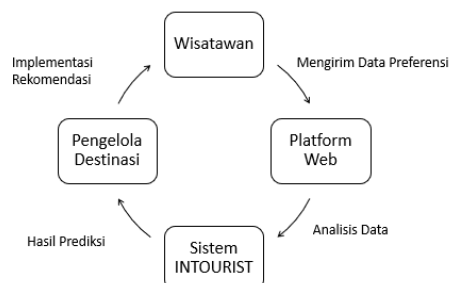 Wisatawan
Implementasi
Rekomendasi
Mengirim Data Preferensi
Pengelola
Destinasi
Platform
Web
Hasil Prediksi
Analisis Data
Sistem
INTOURIST